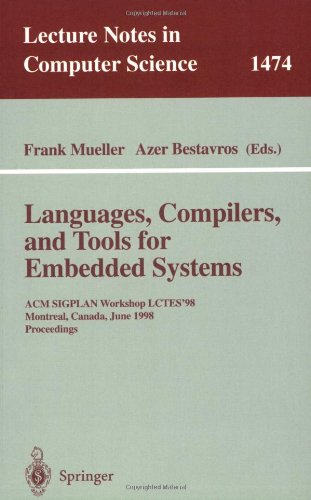 Lecture Notes in
Computer Science 1474
Frank Mueller Azer Bestavros (Eds.)
Languages, Compilers,
and Tools for
Embedded Systems
ACM SIGPLAN Workshop LCTES'98
Montreal, Canada, June 1998
Proceedings
Springer